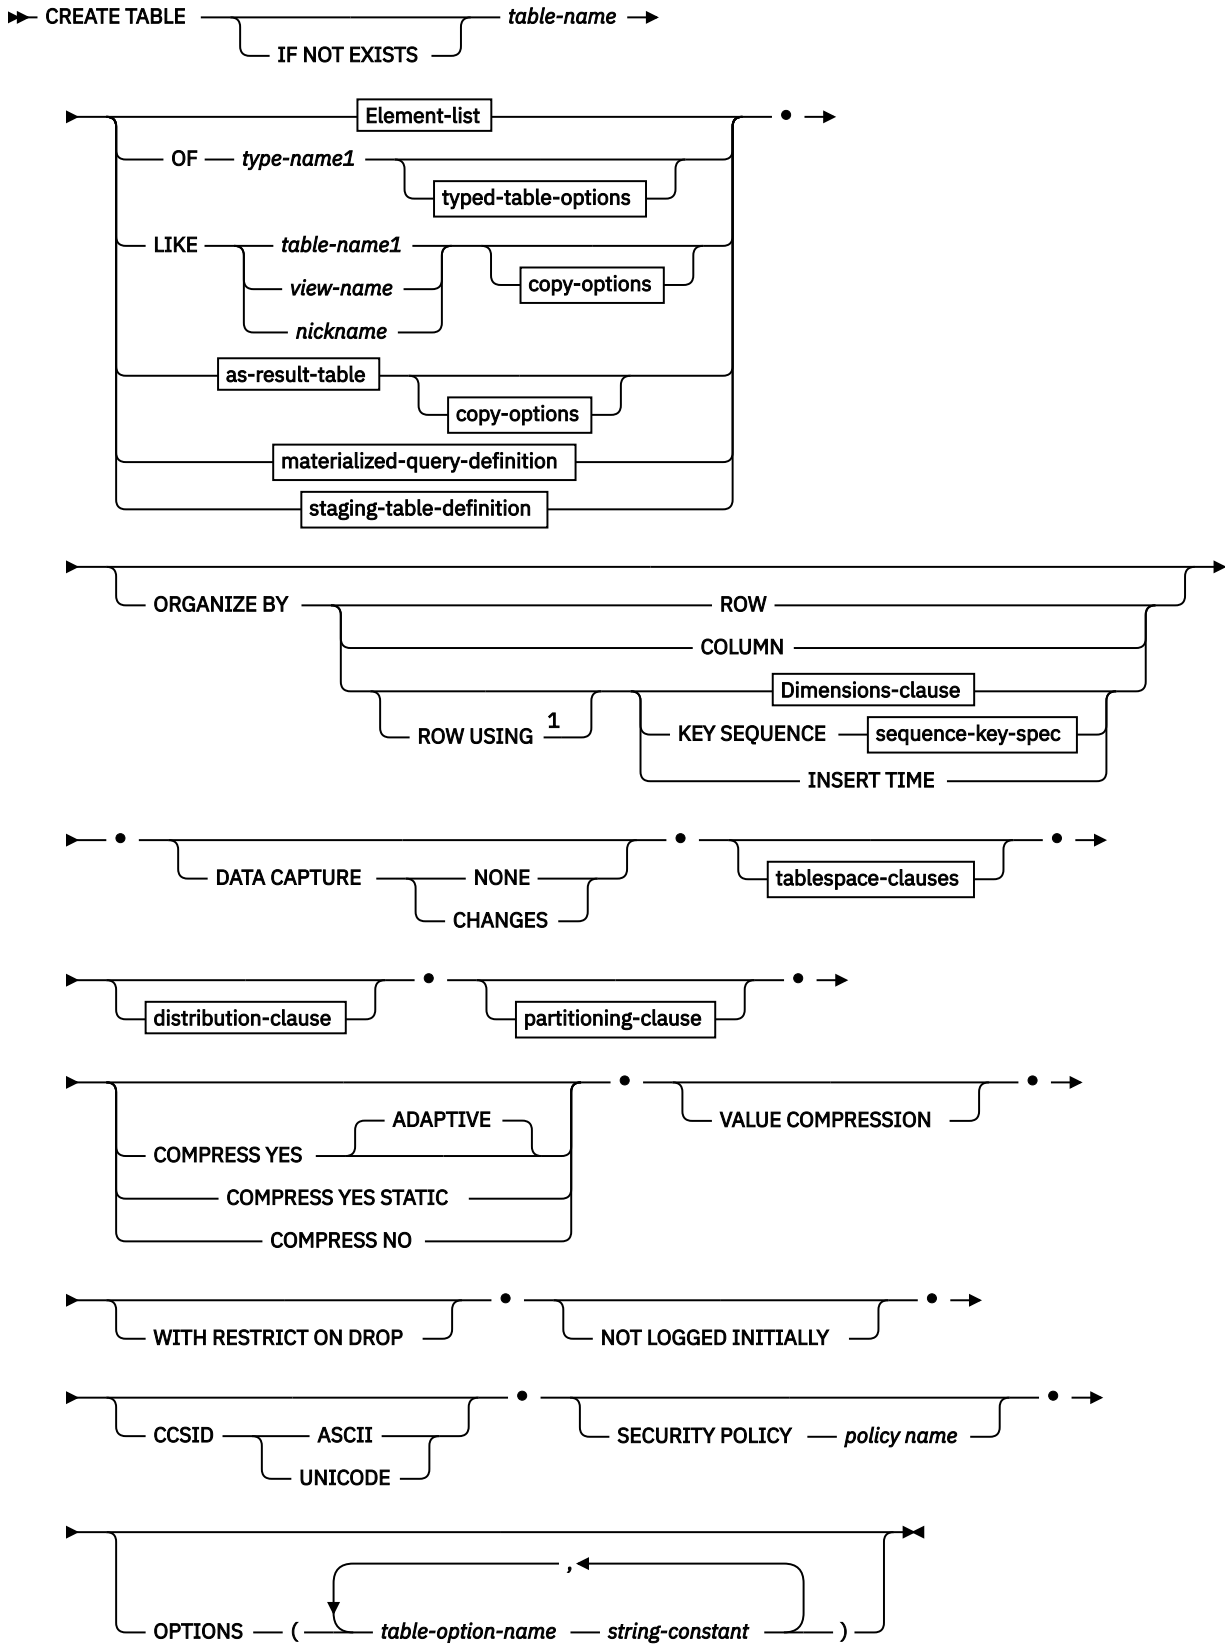 CREATE TABLE table-name
IF NOT EXISTS
Element-list
OF type-name1
typed-table-options
LIKE table-name1
copy-options
view-name
nickname
as-result-table
copy-options
materialized-query-definition
staging-table-definition
ORGANIZE BY ROW
COLUMN
Dimensions-clause
ROW USING 1
KEY SEQUENCE sequence-key-spec
INSERT TIME
DATA CAPTURE NONE
tablespace-clauses
CHANGES
distribution-clause partitioning-clause
ADAPTIVE
VALUE COMPRESSION
COMPRESS YES
COMPRESS YES STATIC
COMPRESS NO
WITH RESTRICT ON DROP NOT LOGGED INITIALLY
CCSID ASCII SECURITY POLICY policy name
UNICODE
,
OPTIONS ( table-option-name string-constant )